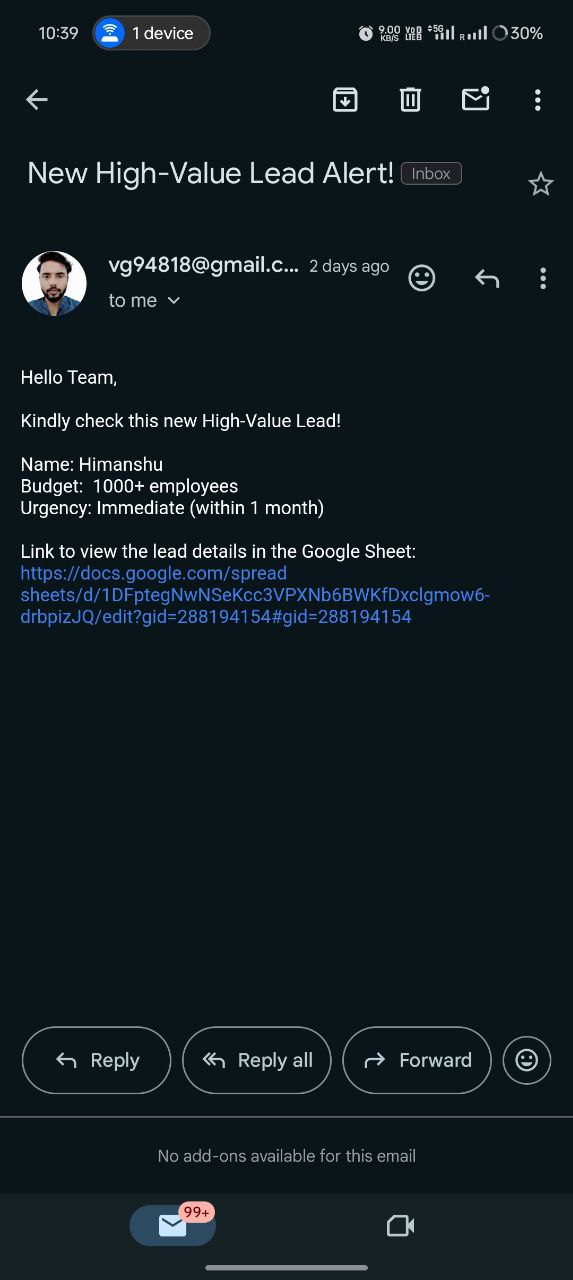 10:39
1 device
9.00 KB/S
5G
R
30%
New High-Value Lead Alert!
Inbox
vg94818@gmail.c...
2 days ago
to me
Hello Team,
Kindly check this new High-Value Lead!
Name: Himanshu
Budget:  1000+ employees
Urgency: Immediate (within 1 month)
Link to view the lead details in the Google Sheet:
https://docs.google.com/spread
sheets/d/1DFptegNwNSeKcc3VPXNb6BWKfDxclgmow6-
drbpizJQ/edit?gid=288194154#gid=288194154
Reply
Reply all
Forward
No add-ons available for this email
99+